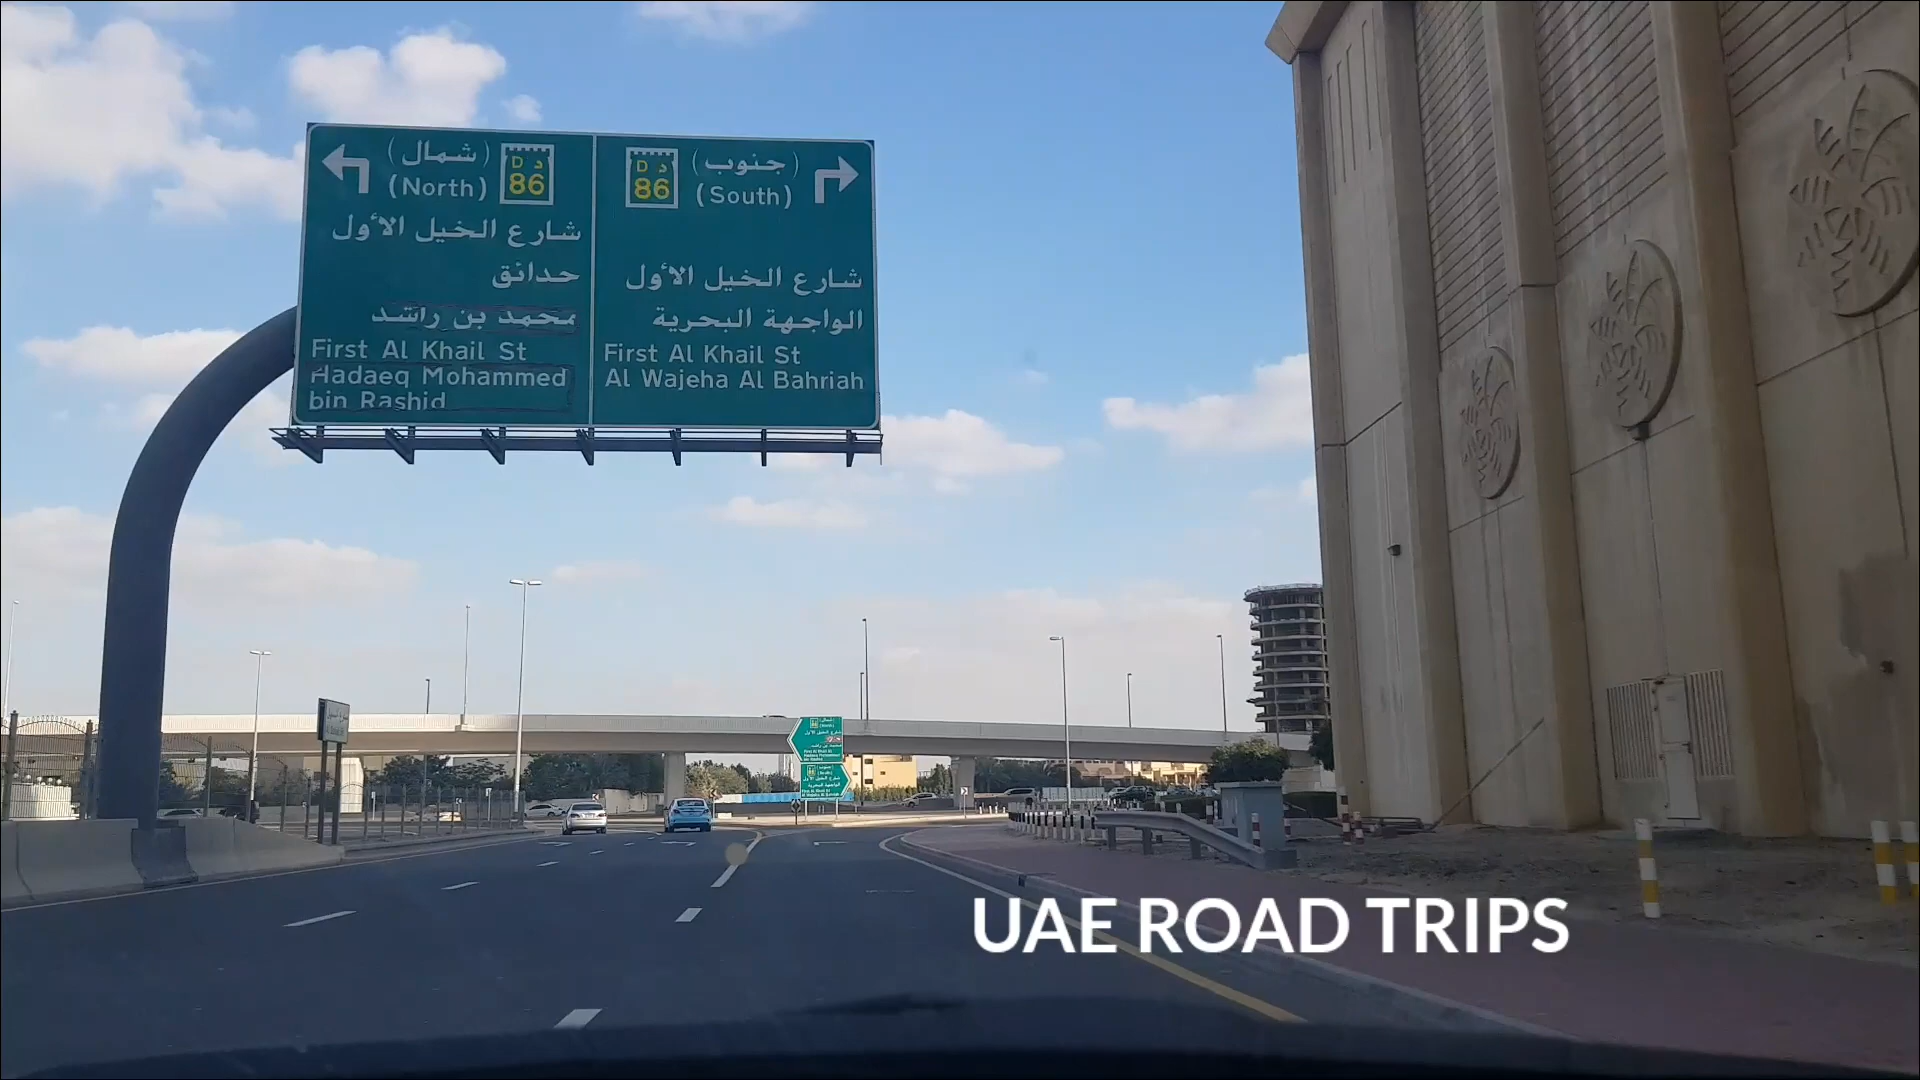 (شمال)
(North)
D د
86
شارع الخيل الأول
حدائق
محمد بن راشد
First Al Khail St
Hadaeq Mohammed
bin Rashid
D د
86
(جنوب)
(South)
شارع الخيل الأول
الواجهة البحرية
First Al Khail St
Al Wajeha Al Bahriah
UAE ROAD TRIPS